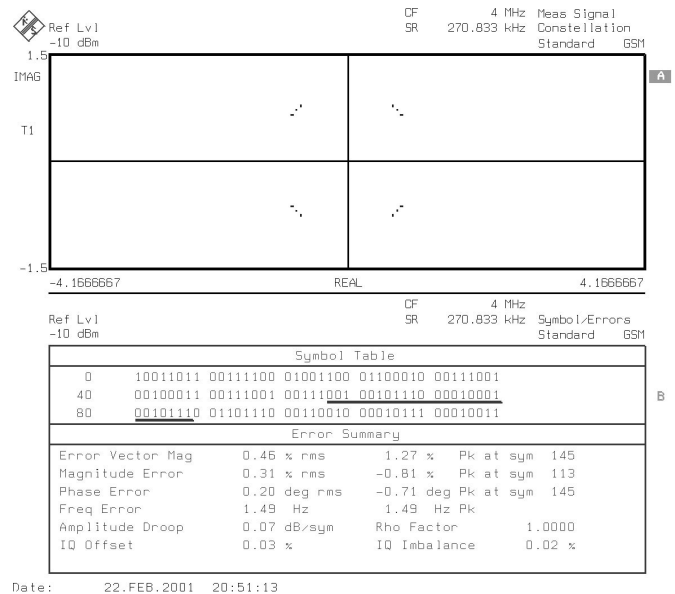 CF 4 MHz Meas Signal
Ref Lvl SR 270.833 kHz Constellation
-10 dBm Standard GSM
1.5
IMAG
A
T1
-1.5
-4.1666667 REAL 4.1666667
CF 4 MHz
Ref Lvl SR 270.833 kHz Symbol/Errors
-10 dBm Standard GSM
Symbol Table
0 10011011 00111100 01001100 01100010 00111001
40 00100011 00111001 00111001 00101110 00010001
B
80 00101110 01101110 00110010 00010111 00010011
Error Summary
Error Vector Mag 0.46 % rms 1.27 % Pk at sym 145
Magnitude Error 0.31 % rms -0.81 % Pk at sym 113
Phase Error 0.20 deg rms -0.71 deg Pk at sym 145
Freq Error 1.49 Hz 1.49 Hz Pk
Amplitude Droop 0.07 dB/sym Rho Factor 1.0000
IQ Offset 0.03 % IQ Imbalance 0.02 %
Date: 22.FEB.2001 20:51:13